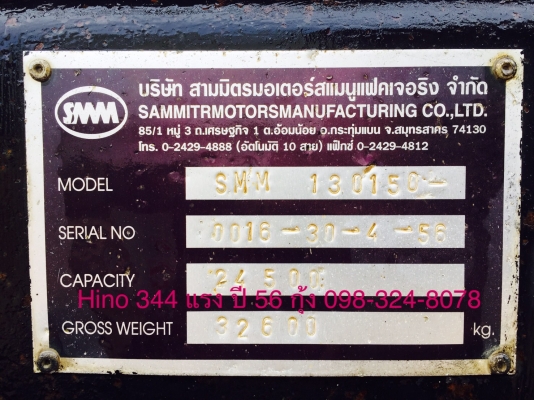 SMM
บริษัท สามมิตรมอเตอร์สแมนูแฟคเจอริง จำกัด
SAMMITRMOTORSMANUFACTURING CO.,LTD.
85/1 หมู่ 3 ถ.เศรษฐกิจ 1 ต.อ้อมน้อย อ.กระทุ่มแบน จ.สมุทรสาคร 74130
โทร. 0-2429-4888 (อัตโนมัติ 10 สาย) แฟ็กซ์ 0-2429-4812
MODEL SMM 130150-
SERIAL NO 0016-30-4-56
CAPACITY 24500
Hino 344 แรง ปี 56 กุ้ง 098-324-8078
GROSS WEIGHT 32600 kg.